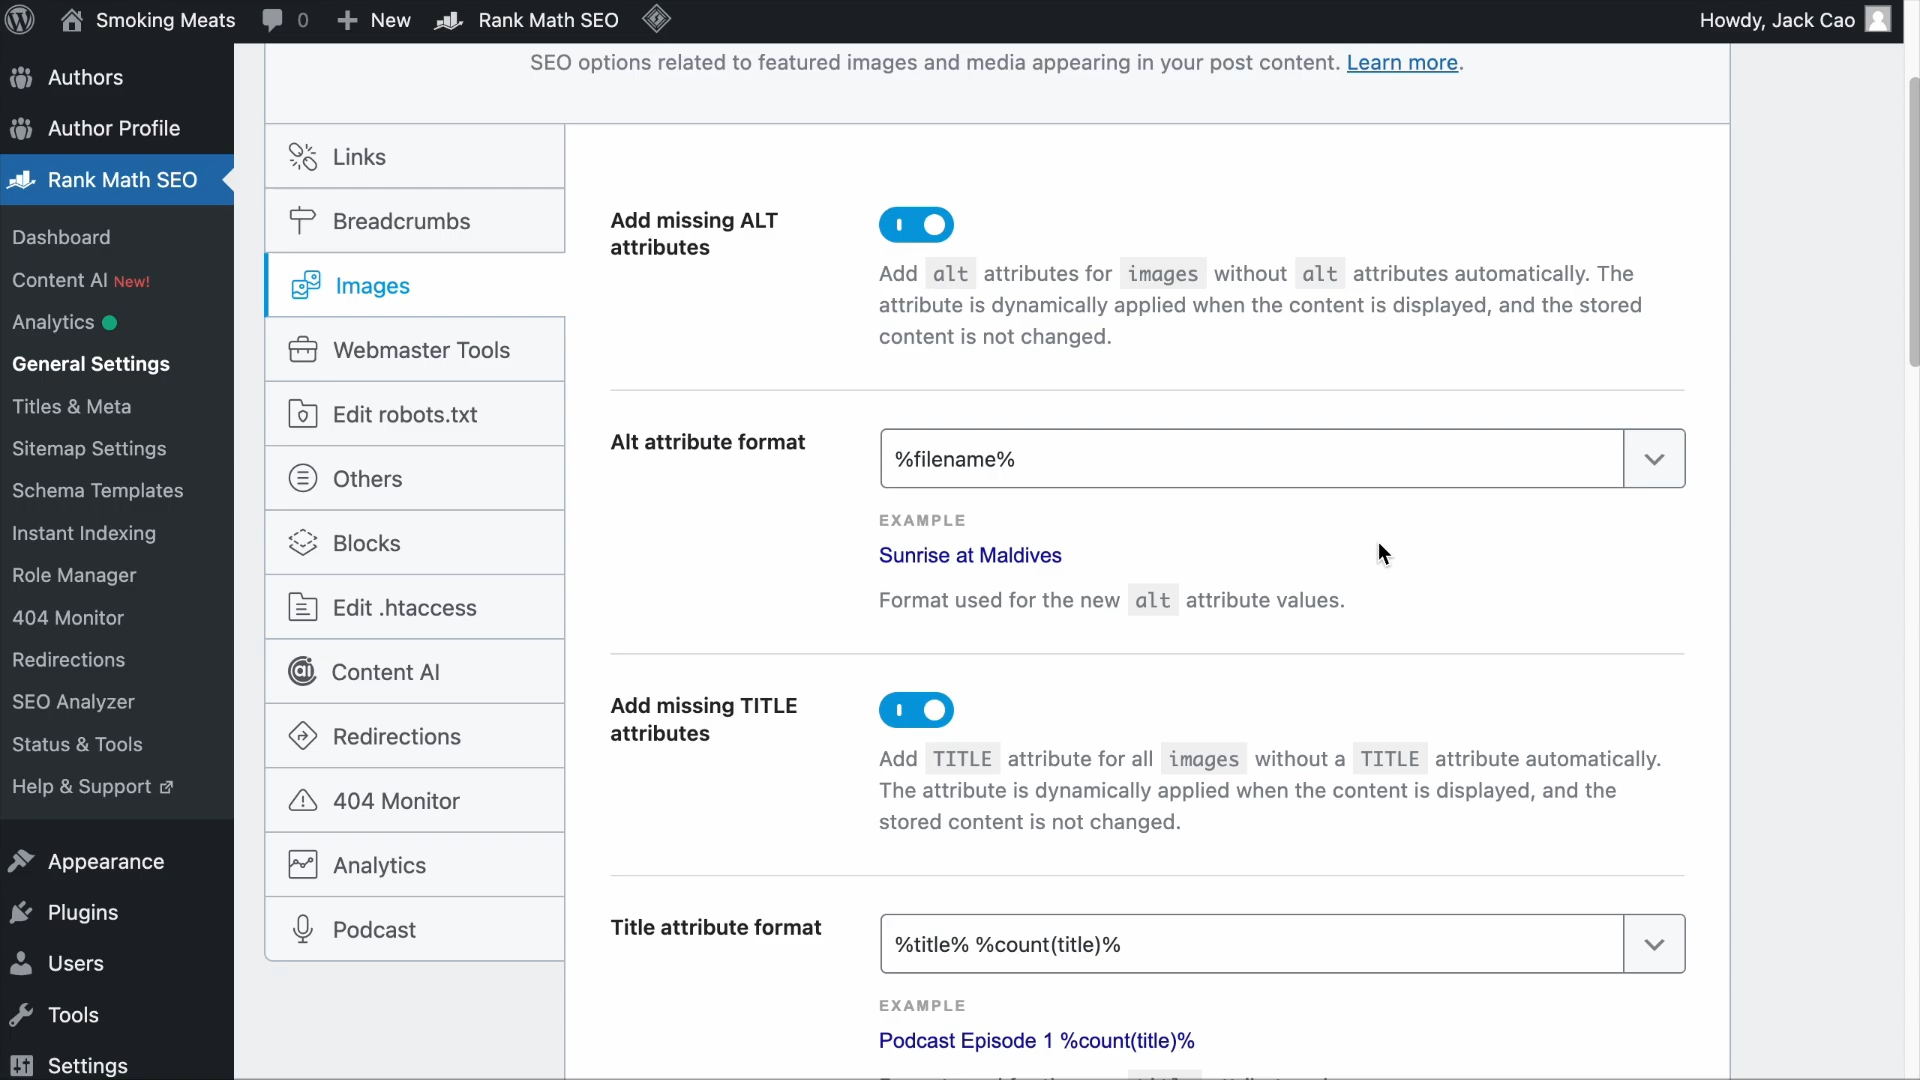 Smoking Meats 0 New Rank Math SEO Howdy, Jack Cao
Authors
Author Profile
Rank Math SEO
Dashboard
Content AI New!
Analytics
General Settings
Titles & Meta
Sitemap Settings
Schema Templates
Instant Indexing
Role Manager
404 Monitor
Redirections
SEO Analyzer
Status & Tools
Help & Support
Appearance
Plugins
Users
Tools
Settings
SEO options related to featured images and media appearing in your post content. Learn more.
Links
Breadcrumbs
Images
Webmaster Tools
Edit robots.txt
Others
Blocks
Edit .htaccess
Content AI
Redirections
404 Monitor
Analytics
Podcast
Add missing ALT
attributes
Add alt attributes for images without alt attributes automatically. The
attribute is dynamically applied when the content is displayed, and the stored
content is not changed.
Alt attribute format
%filename%
EXAMPLE
Sunrise at Maldives
Format used for the new alt attribute values.
Add missing TITLE
attributes
Add TITLE attribute for all images without a TITLE attribute automatically.
The attribute is dynamically applied when the content is displayed, and the
stored content is not changed.
Title attribute format
%title% %count(title)%
EXAMPLE
Podcast Episode 1 %count(title)%